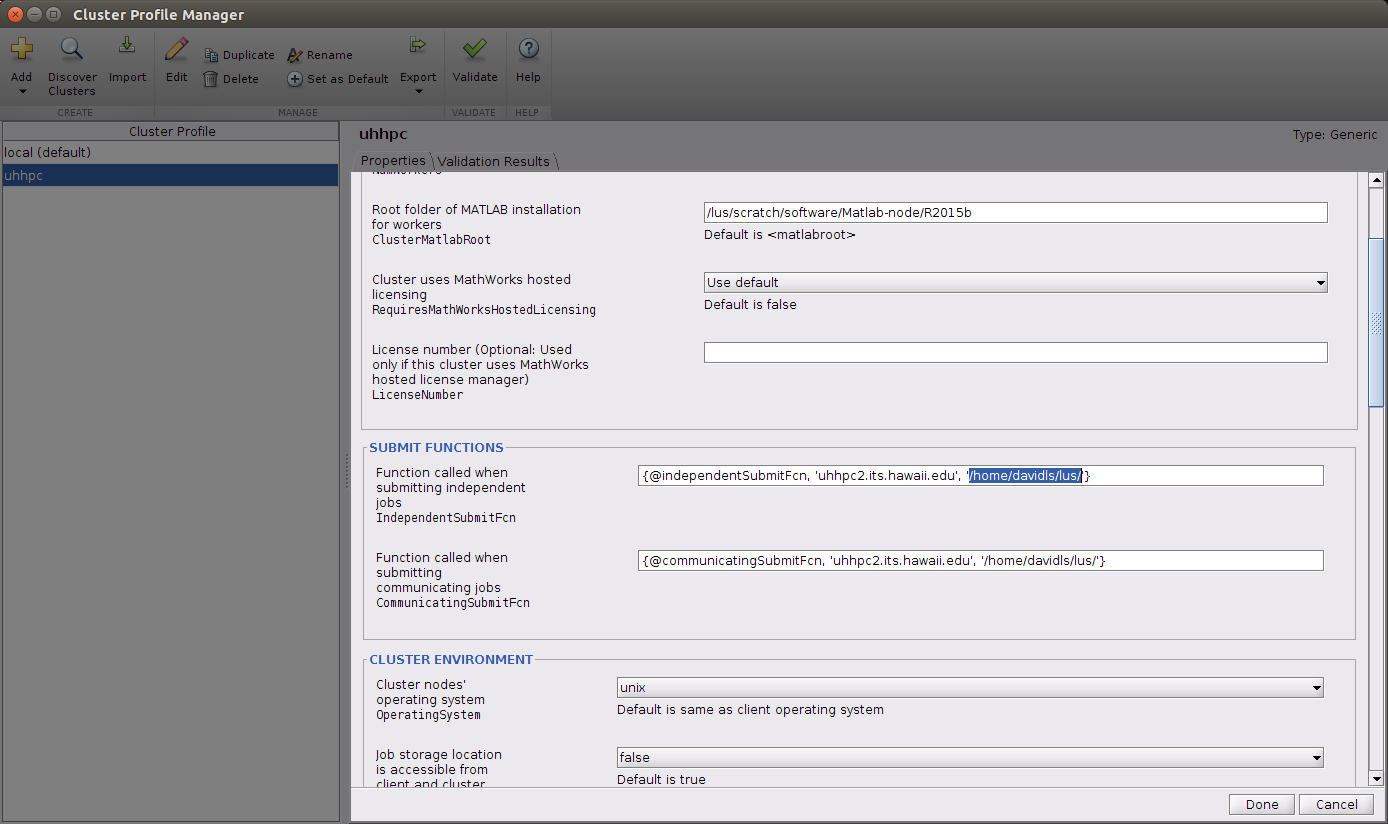 Cluster Profile Manager
Add
Discover
Clusters
Import
CREATE
Edit
Duplicate
Delete
Rename
Set as Default
Export
MANAGE
Validate
VALIDATE
Help
HELP
Cluster Profile
local (default)
uhhpc
uhhpc
Type: Generic
Properties
Validation Results
NumWorkers
Root folder of MATLAB installation
for workers
ClusterMatlabRoot
/lus/scratch/software/Matlab-node/R2015b
Default is <matlabroot>
Cluster uses MathWorks hosted
licensing
RequiresMathWorksHostedLicensing
Use default
Default is false
License number (Optional: Used
only if this cluster uses MathWorks
hosted license manager)
LicenseNumber
SUBMIT FUNCTIONS
Function called when
submitting independent
jobs
IndependentSubmitFcn
{@independentSubmitFcn, 'uhhpc2.its.hawaii.edu', '/home/davidls/lus/'}
Function called when
submitting
communicating jobs
CommunicatingSubmitFcn
{@communicatingSubmitFcn, 'uhhpc2.its.hawaii.edu', '/home/davidls/lus/'}
CLUSTER ENVIRONMENT
Cluster nodes'
operating system
OperatingSystem
unix
Default is same as client operating system
Job storage location
is accessible from
client and cluster
false
Default is true
Done
Cancel